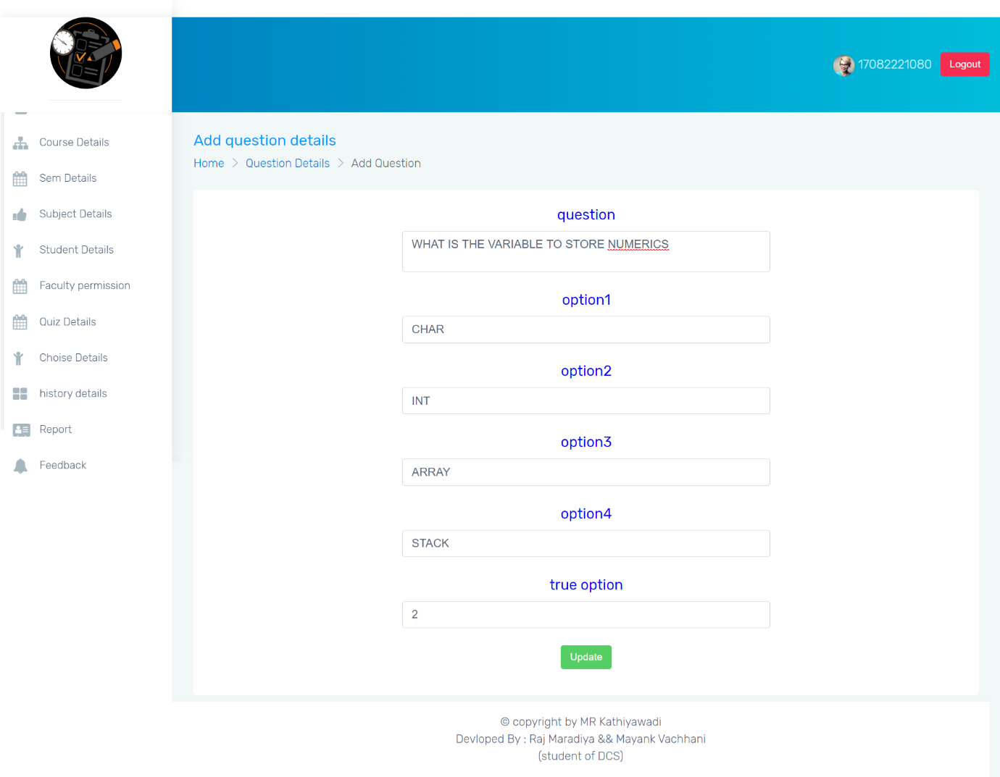 17082221080
Logout
Course Details
Sem Details
Subject Details
Student Details
Faculty permission
Quiz Details
Choise Details
history details
Report
Feedback
Add question details
Home > Question Details > Add Question
question
WHAT IS THE VARIABLE TO STORE NUMERICS
option1
CHAR
option2
INT
option3
ARRAY
option4
STACK
true option
2
Update
© copyright by MR Kathiyawadi
Devloped By : Raj Maradiya && Mayank Vachhani
(student of DCS)